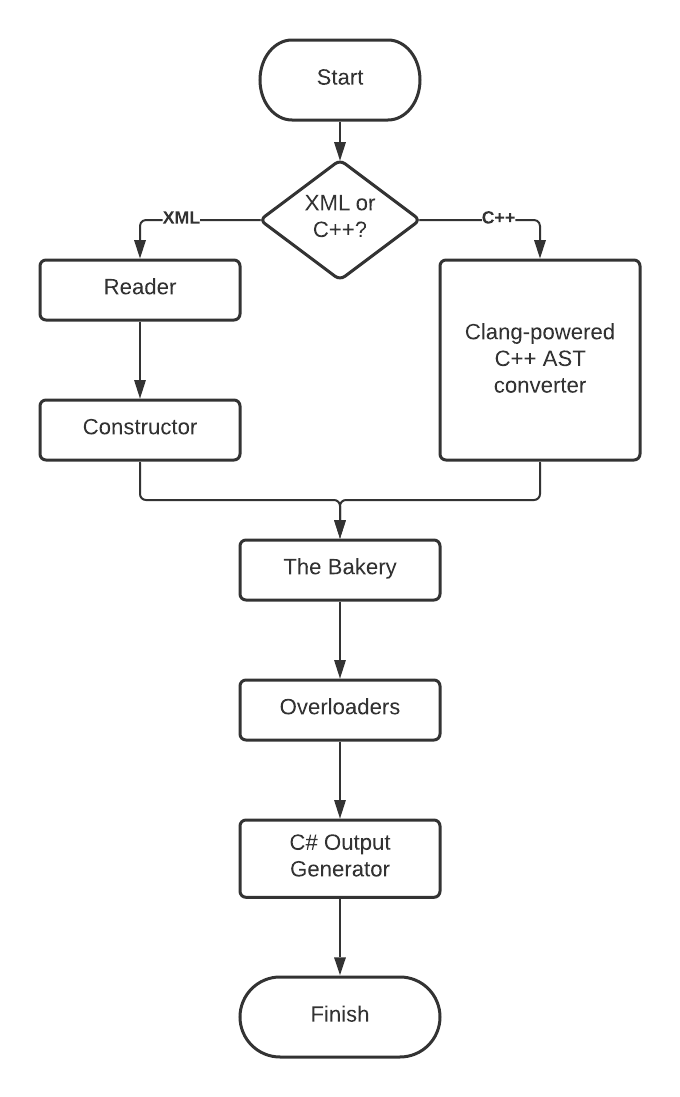 Start
XML or
C++?
XML
C++
Reader
Clang-powered
C++ AST
converter
Constructor
The Bakery
Overloaders
C# Output
Generator
Finish